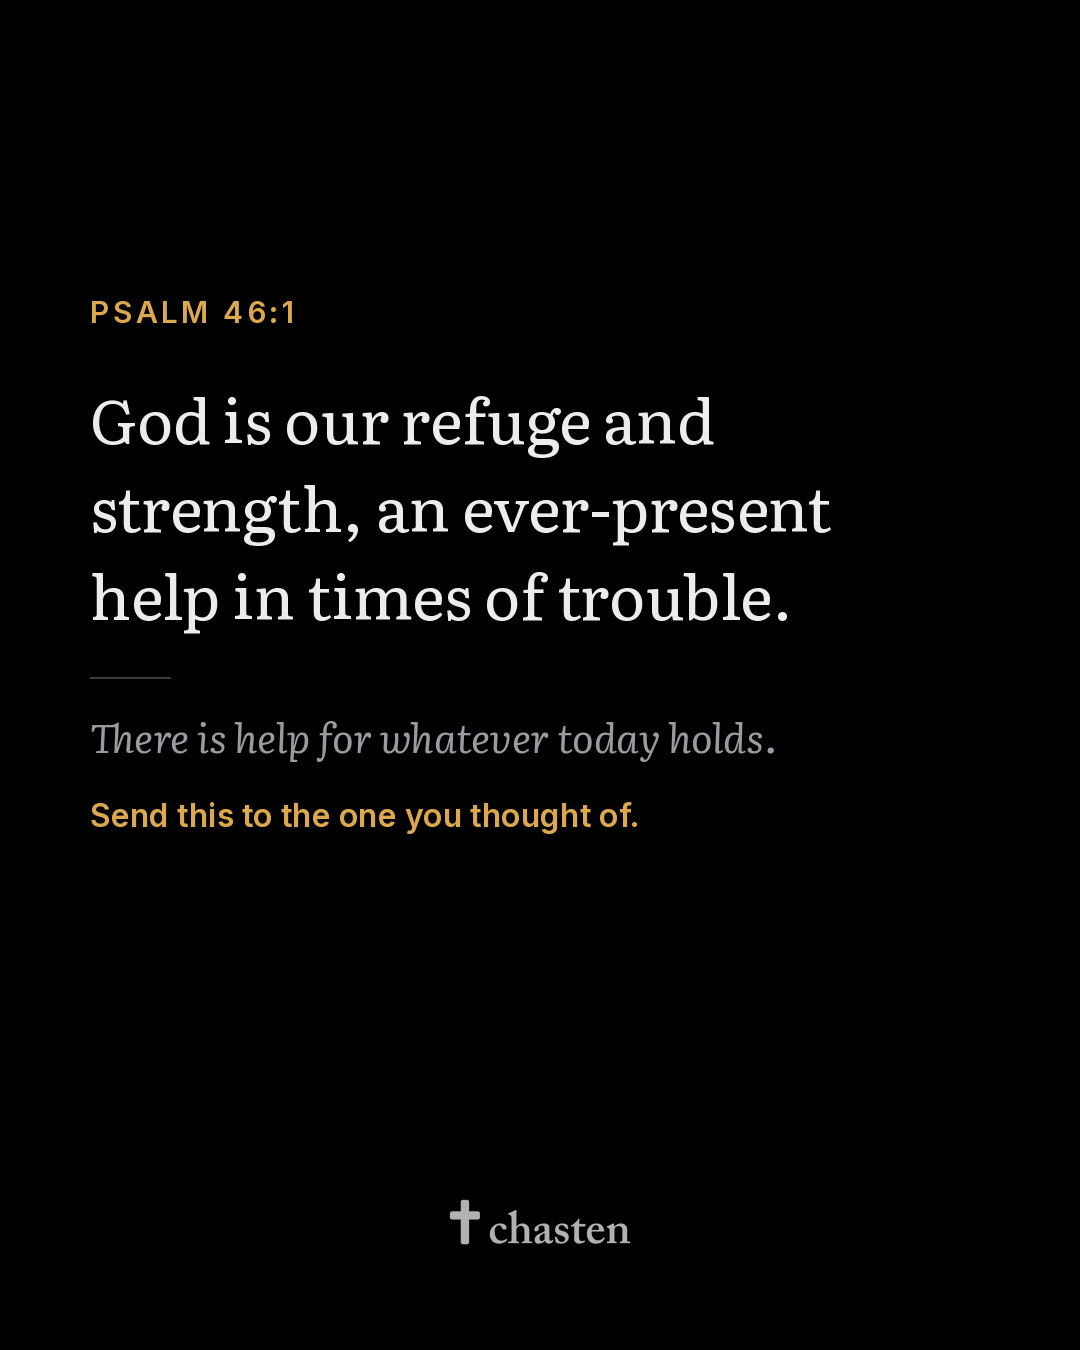 PSALM 46:1
God is our refuge and
strength, an ever-present
help in times of trouble.
There is help for whatever today holds.
Send this to the one you thought of.
chasten